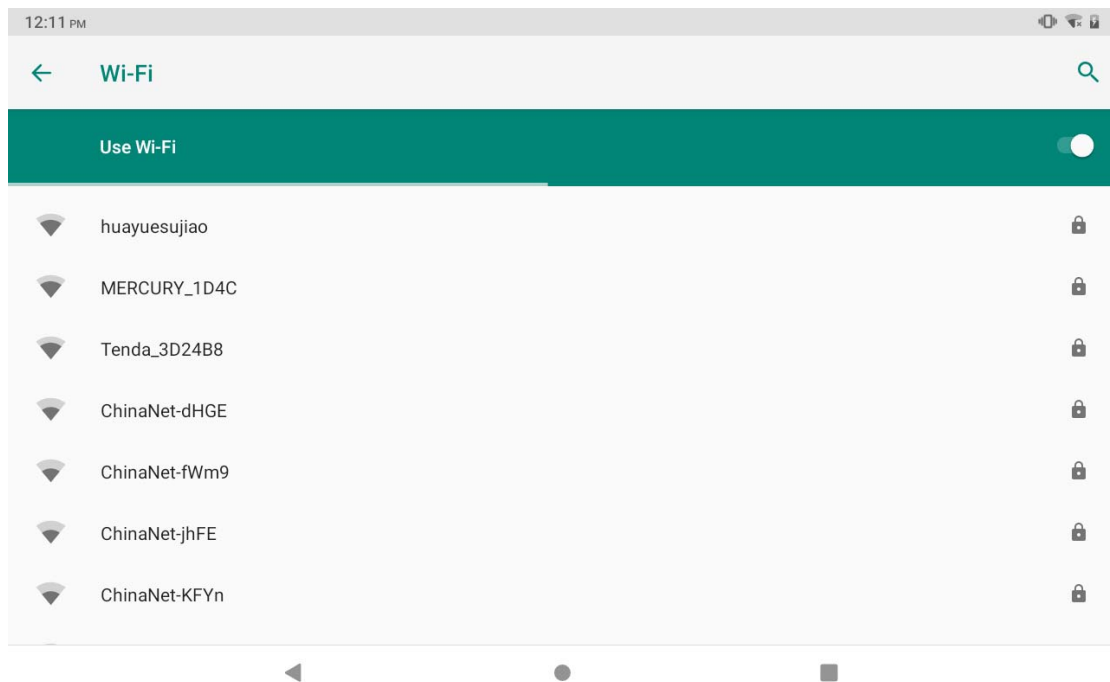 12:11 PM
Wi-Fi
Use Wi-Fi
huayuesujiao
MERCURY_1D4C
Tenda_3D24B8
ChinaNet-dHGE
ChinaNet-fWm9
ChinaNet-jhFE
ChinaNet-KFYn